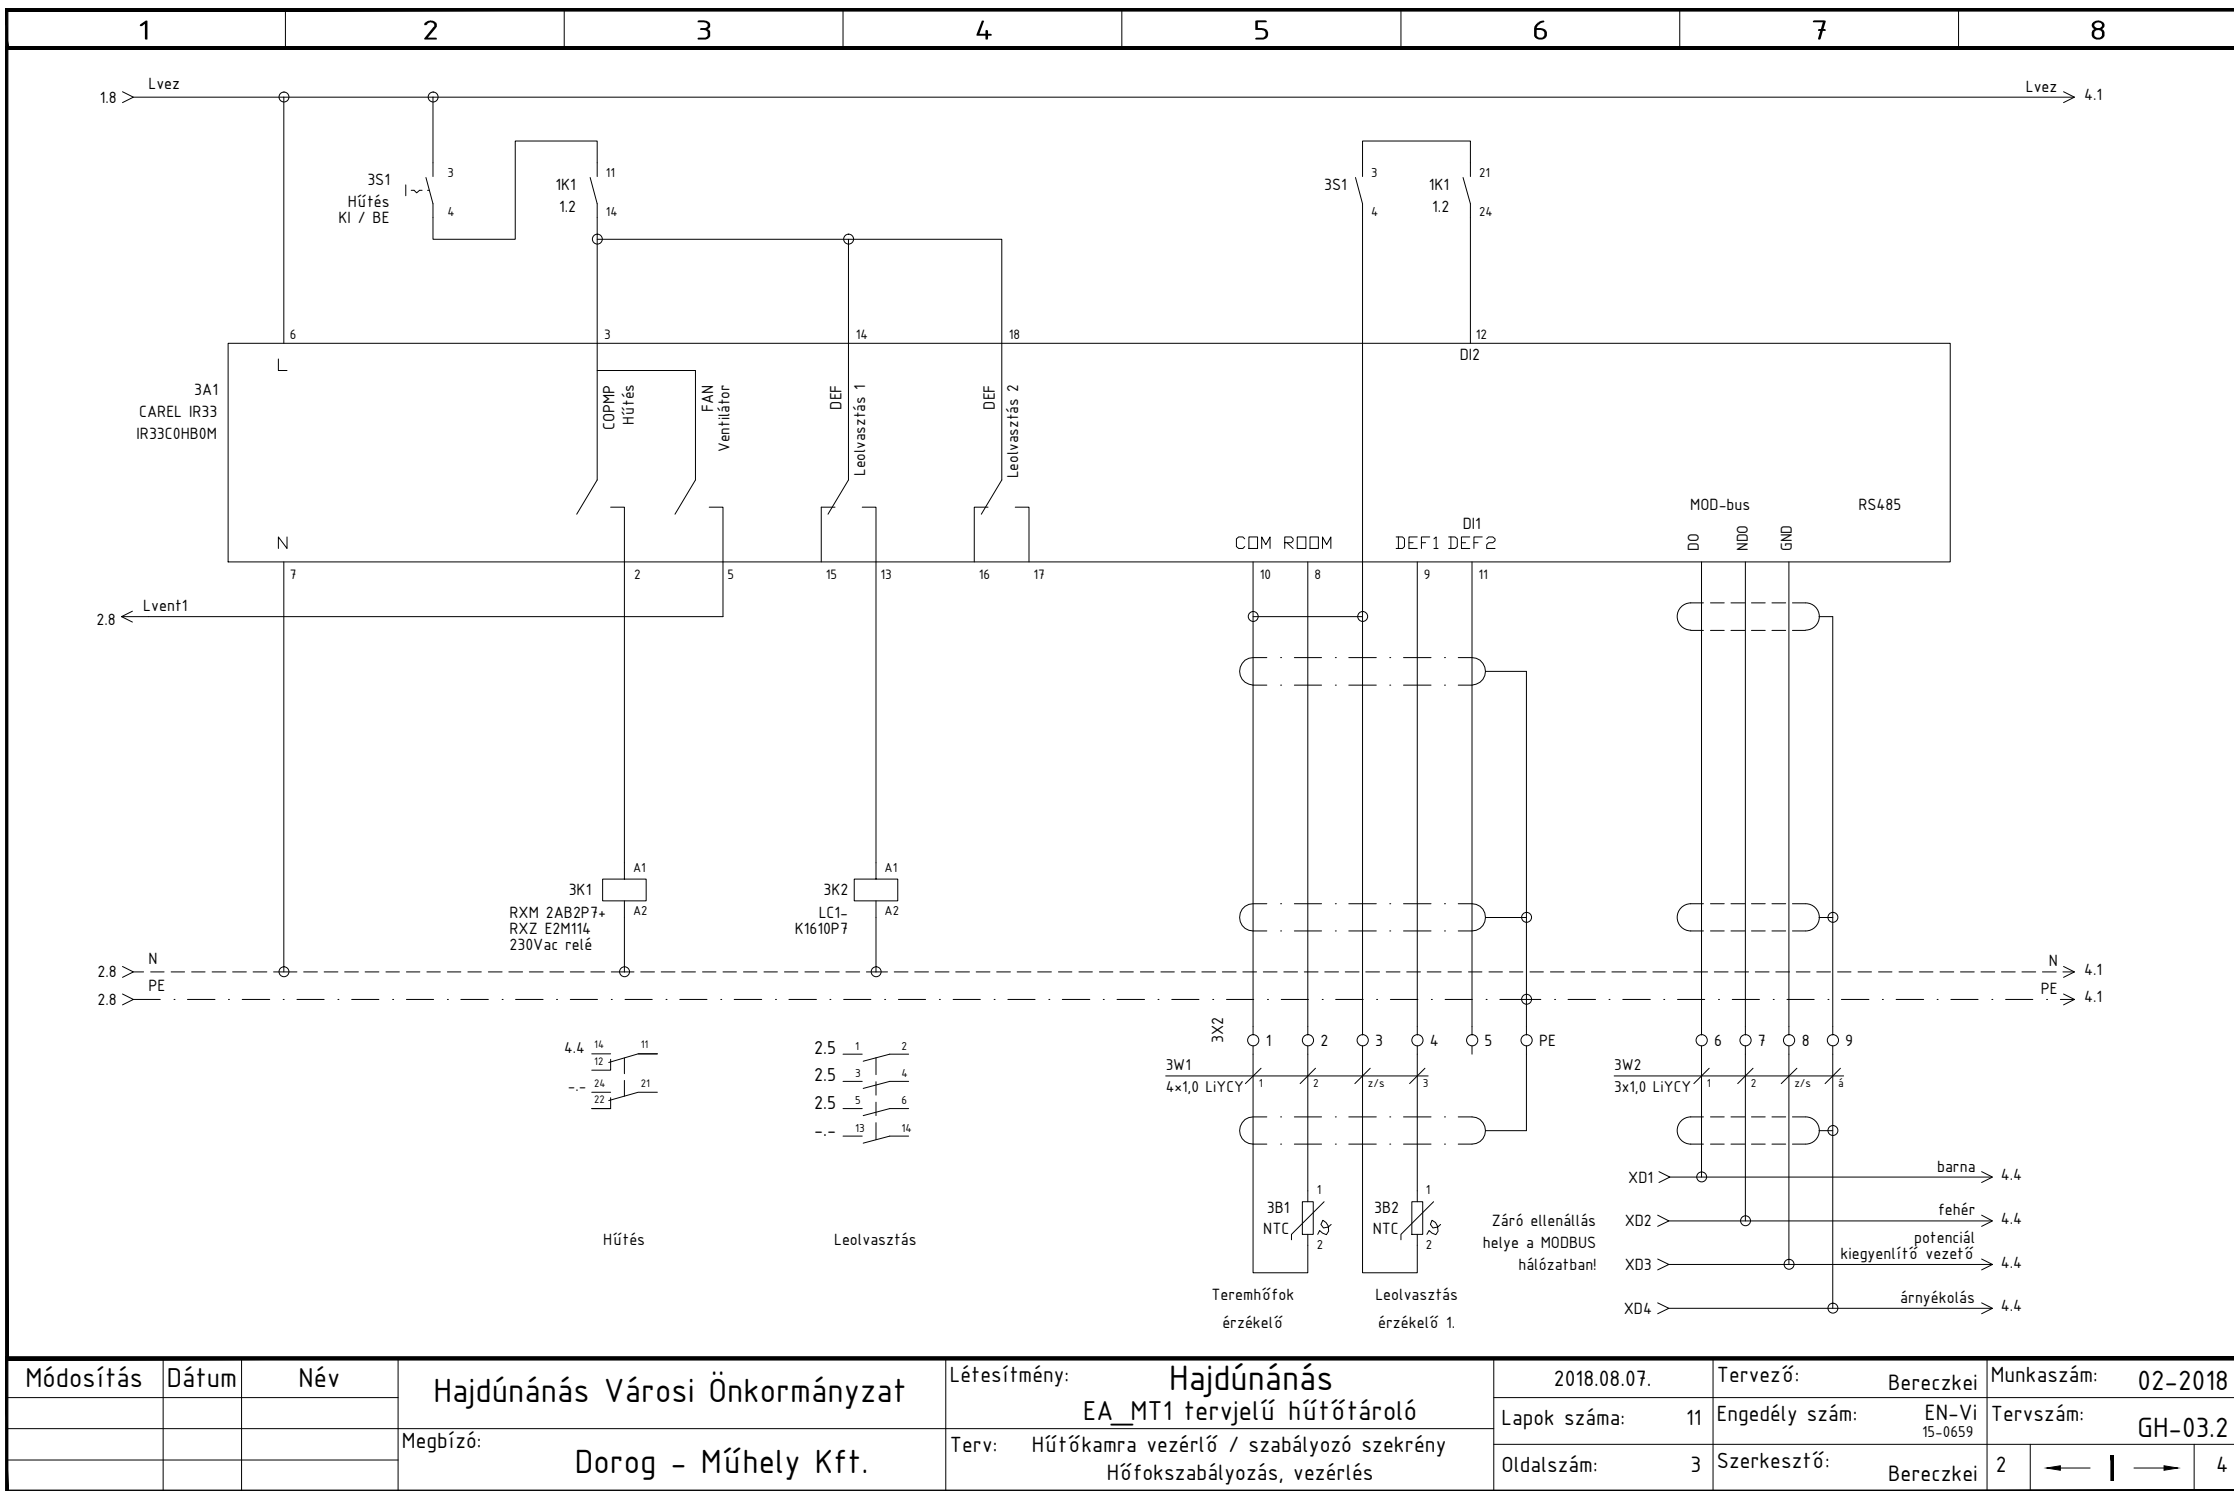 1 2 3 4 5 6 7 8
1.8 Lvez
Lvez 4.1
3S1
Hűtés
KI / BE
3
4
1K1
1.2
11
14
3S1
3
4
1K1
1.2
21
24
6 3 14 18 12
L
DI2
3A1
CAREL IR33
IR33C0HB0M
COPMP
Hűtés
FAN
Ventilátor
DEF
Leolvasztás 1
DEF
Leolvasztás 2
MOD-bus RS485
D0 ND0 GND
DI1
N COM ROOM DEF1 DEF2
7 2 5 15 13 16 17 10 8 9 11
2.8 Lvent1
3K1
RXM 2AB2P7+
RXZ E2M114
230Vac relé
A1
A2
3K2
LC1-
K1610P7
A1
A2
2.8 N
N 4.1
2.8 PE
PE 4.1
4.4 14 11
12
-.- 24 21
22
Hűtés
2.5 1 2
2.5 3 4
2.5 5 6
-.- 13 14
Leolvasztás
3X2 1 2 3 4 5 PE 6 7 8 9
3W1
4x1,0 LiYCY 1 2 z/s 3
3W2
3x1,0 LiYCY 1 2 z/s á
3B1
NTC
1
2
3B2
NTC
1
2
Teremhőfok
érzékelő
Leolvasztás
érzékelő 1.
Záró ellenállás
helye a MODBUS
hálózatban!
XD1 barna 4.4
XD2 fehér 4.4
XD3 potenciál
kiegyenlítő vezető 4.4
XD4 árnyékolás 4.4
Módosítás Dátum Név
Hajdúnánás Városi Önkormányzat
Megbízó:
Dorog - Műhely Kft.
Létesítmény: Hajdúnánás
EA_MT1 tervjelű hűtőtároló
Terv: Hűtőkamra vezérlő / szabályozó szekrény
Hőfokszabályozás, vezérlés
2018.08.07.
Lapok száma: 11
Oldalszám: 3
Tervező: Bereczkei
Engedély szám: EN-Vi
15-0659
Szerkesztő: Bereczkei
Munkaszám: 02-2018
Tervszám: GH-03.2
2 4